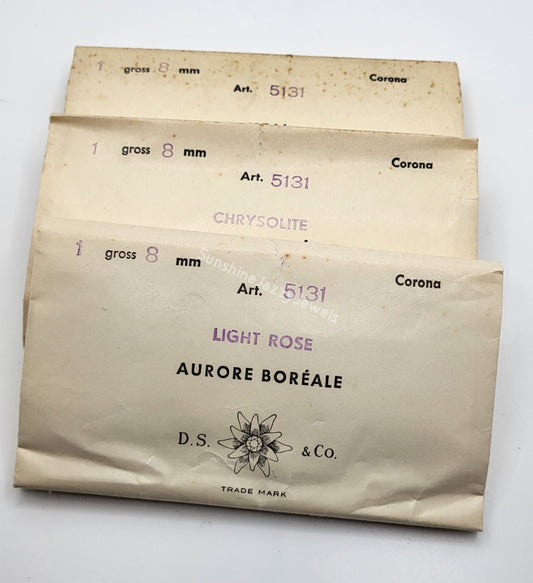 1 gross 8 mm Corona
Art. 5131
1 gross 8 mm Corona
Art. 5131
CHRYSOLITE
1 gross 8 mm Corona
Art. 5131
LIGHT ROSE
AURORE BORÉALE
D.S. & Co.
TRADE MARK